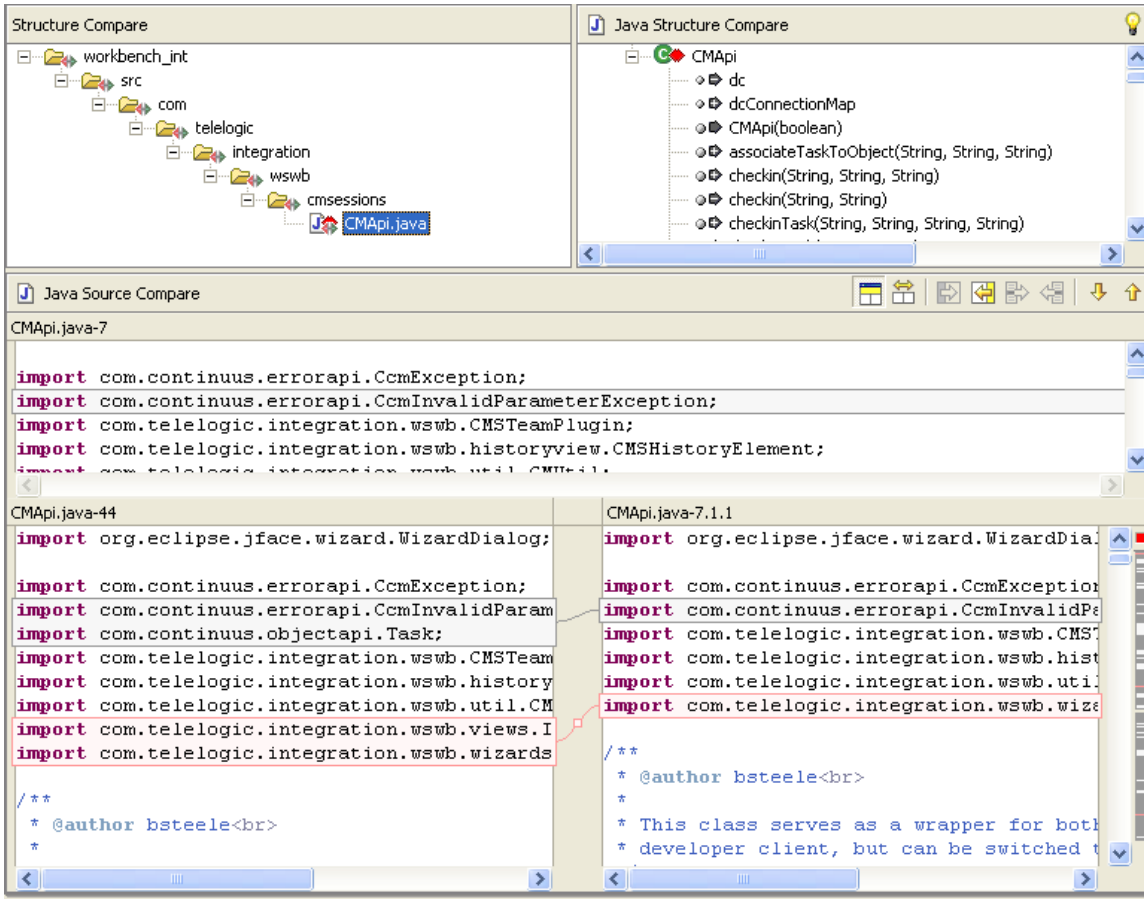 Structure Compare
workbench_int
src
com
telelogic
integration
wswb
cmsessions
CMApi.java
Java Structure Compare
CMApi
dc
dcConnectionMap
CMApi(boolean)
associateTaskToObject(String, String, String)
checkin(String, String, String)
checkin(String, String)
checkinTask(String, String, String, String)
Java Source Compare
CMApi.java-7
import com.continuus.errorapi.CcmException;
import com.continuus.errorapi.CcmInvalidParameterException;
import com.telelogic.integration.wswb.CMSTeamPlugin;
import com.telelogic.integration.wswb.historyview.CMSHistoryElement;
import com.telelogic.integration.wswb.util.CMUtil;
CMApi.java-44
import org.eclipse.jface.wizard.WizardDialog;
import com.continuus.errorapi.CcmException;
import com.continuus.errorapi.CcmInvalidParam
import com.continuus.objectapi.Task;
import com.telelogic.integration.wswb.CMSTeam
import com.telelogic.integration.wswb.history
import com.telelogic.integration.wswb.util.CM
import com.telelogic.integration.wswb.views.I
import com.telelogic.integration.wswb.wizards
/**
* @author bsteele<br>
*
CMApi.java-7.1.1
import org.eclipse.jface.wizard.WizardDial
import com.continuus.errorapi.CcmException
import com.continuus.errorapi.CcmInvalidPa
import com.telelogic.integration.wswb.CMST
import com.telelogic.integration.wswb.hist
import com.telelogic.integration.wswb.util
import com.telelogic.integration.wswb.wiza
/**
* @author bsteele<br>
*
* This class serves as a wrapper for both
* developer client, but can be switched t